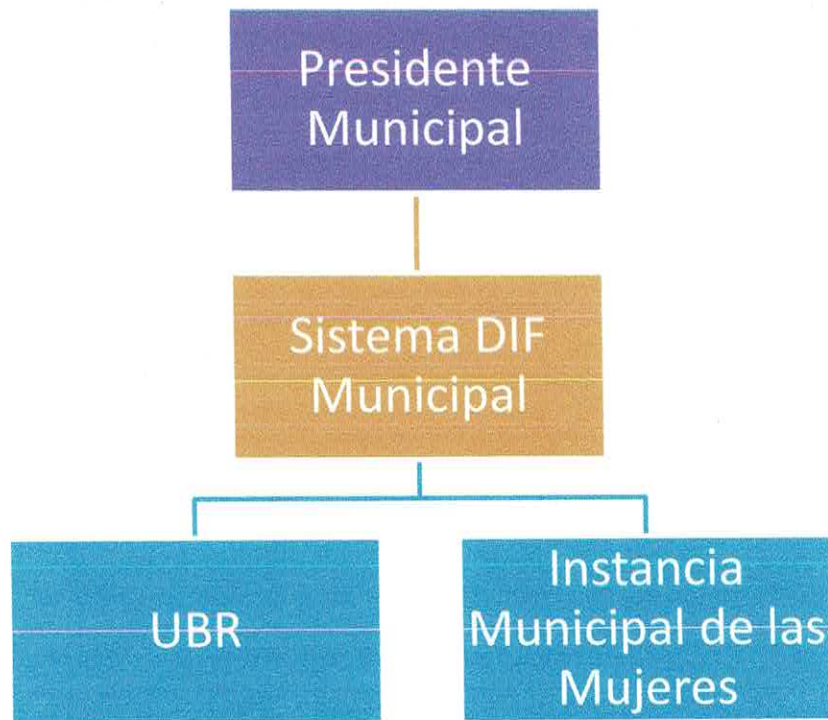 Presidente
Municipal
Sistema DIF
Municipal
UBR
Instancia
Municipal de las
Mujeres